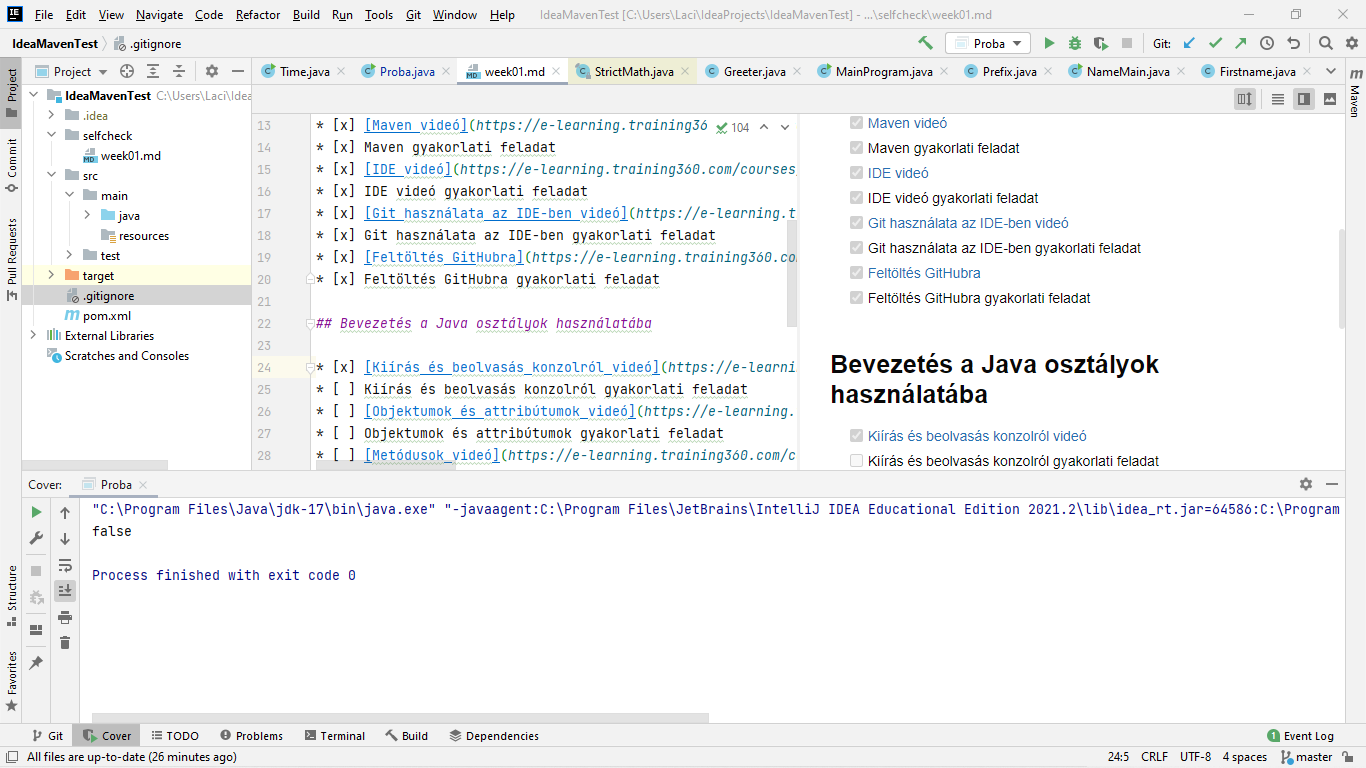 File Edit View Navigate Code Refactor Build Run Tools Git Window Help IdeaMavenTest [C:\Users\Laci\IdeaProjects\IdeaMavenTest] - ...\selfcheck\week01.md
IdeaMavenTest .gitignore Proba Git:
Project
Time.java Proba.java week01.md StrictMath.java Greeter.java MainProgram.java Prefix.java NameMain.java Firstname.java
Project
Commit
Pull Requests
Structure
Favorites
Maven
IdeaMavenTest C:\Users\Laci\Idea
.idea
selfcheck
week01.md
src
main
java
resources
test
target
.gitignore
pom.xml
External Libraries
Scratches and Consoles
104
13 * [x] [Maven videó](https://e-learning.training36
14 * [x] Maven gyakorlati feladat
15 * [x] [IDE videó](https://e-learning.training360.com/courses
16 * [x] IDE videó gyakorlati feladat
17 * [x] [Git használata az IDE-ben videó](https://e-learning.t
18 * [x] Git használata az IDE-ben gyakorlati feladat
19 * [x] [Feltöltés GitHubra](https://e-learning.training360.co
20 * [x] Feltöltés GitHubra gyakorlati feladat
21
22 ## Bevezetés a Java osztályok használatába
23
24 * [x] [Kiírás és beolvasás konzolról videó](https://e-learni
25 * [ ] Kiírás és beolvasás konzolról gyakorlati feladat
26 * [ ] [Objektumok és attribútumok videó](https://e-learning.
27 * [ ] Objektumok és attribútumok gyakorlati feladat
28 * [ ] [Metódusok videó](https://e-learning.training360.com/c
Maven videó
Maven gyakorlati feladat
IDE videó
IDE videó gyakorlati feladat
Git használata az IDE-ben videó
Git használata az IDE-ben gyakorlati feladat
Feltöltés GitHubra
Feltöltés GitHubra gyakorlati feladat
Bevezetés a Java osztályok
használatába
Kiírás és beolvasás konzolról videó
Kiírás és beolvasás konzolról gyakorlati feladat
Cover: Proba
"C:\Program Files\Java\jdk-17\bin\java.exe" "-javaagent:C:\Program Files\JetBrains\IntelliJ IDEA Educational Edition 2021.2\lib\idea_rt.jar=64586:C:\Program
false
Process finished with exit code 0
Git Cover TODO Problems Terminal Build Dependencies 1 Event Log
All files are up-to-date (26 minutes ago) 24:5 CRLF UTF-8 4 spaces master